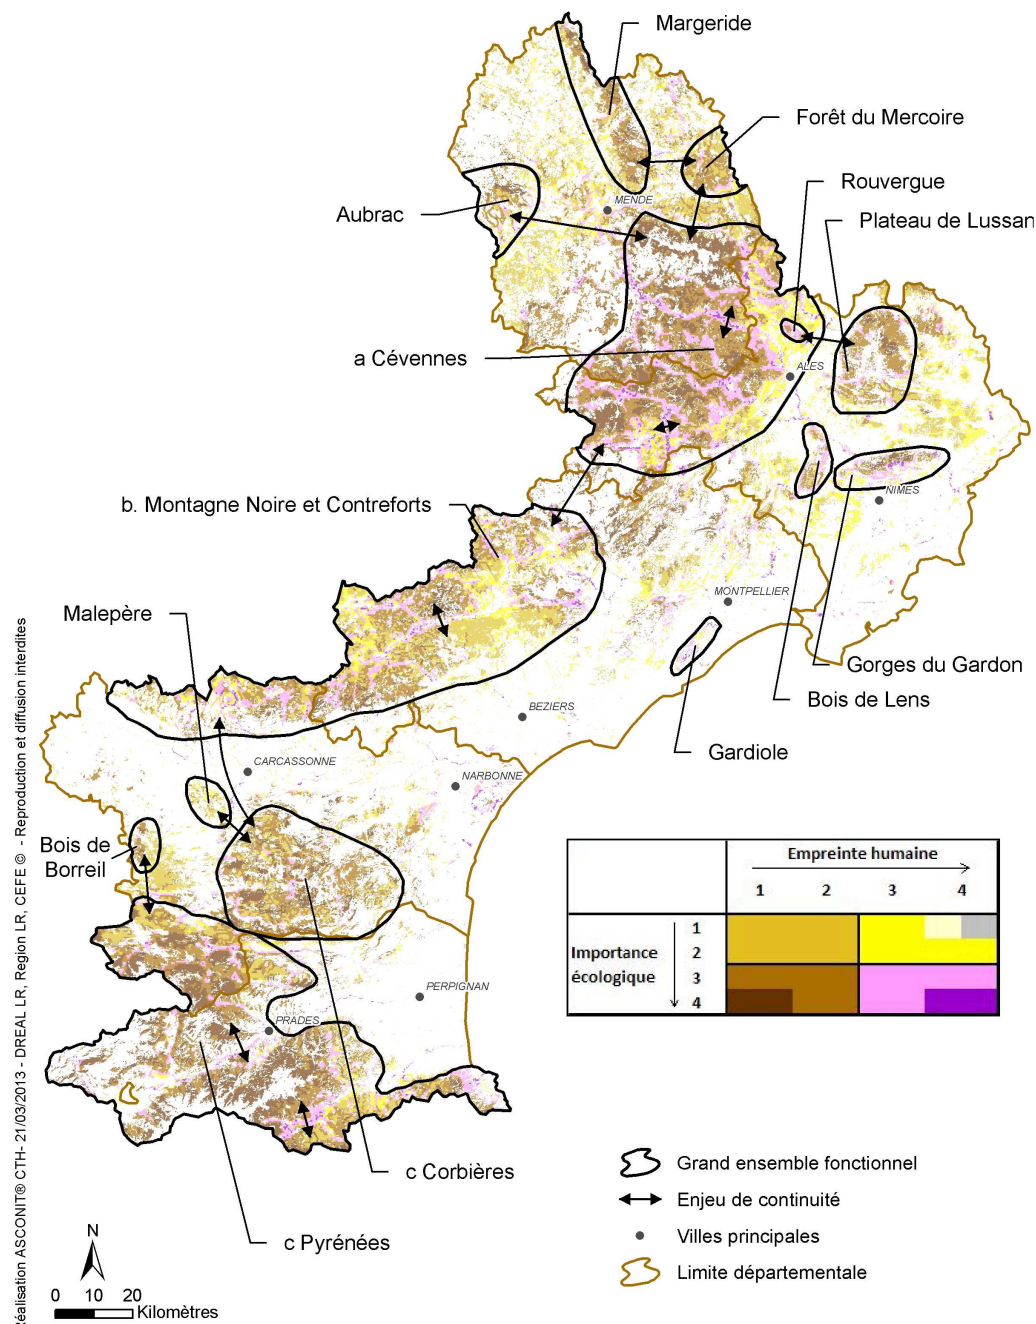 Margeride
Forêt du Mercoire
Rouvergue
Aubrac
MENDE
Plateau de Lussan
a Cévennes
ALES
b. Montagne Noire et Contreforts
NIMES
MONTPELLIER
Malepère
Gorges du Gardon
Bois de Lens
BEZIERS
Gardiole
CARCASSONNE
NARBONNE
Bois de
Borreil
PERPIGNAN
PRADES
c Corbières
c Pyrénées
Empreinte humaine
1 2 3 4
Importance
écologique
1
2
3
4
Grand ensemble fonctionnel
Enjeu de continuité
Villes principales
Limite départementale
N
0 10 20
Kilomètres
Réalisation ASCONIT® CTH- 21/03/2013 - DREAL LR, Region LR, CEFE © - Reproduction et diffusion interdites